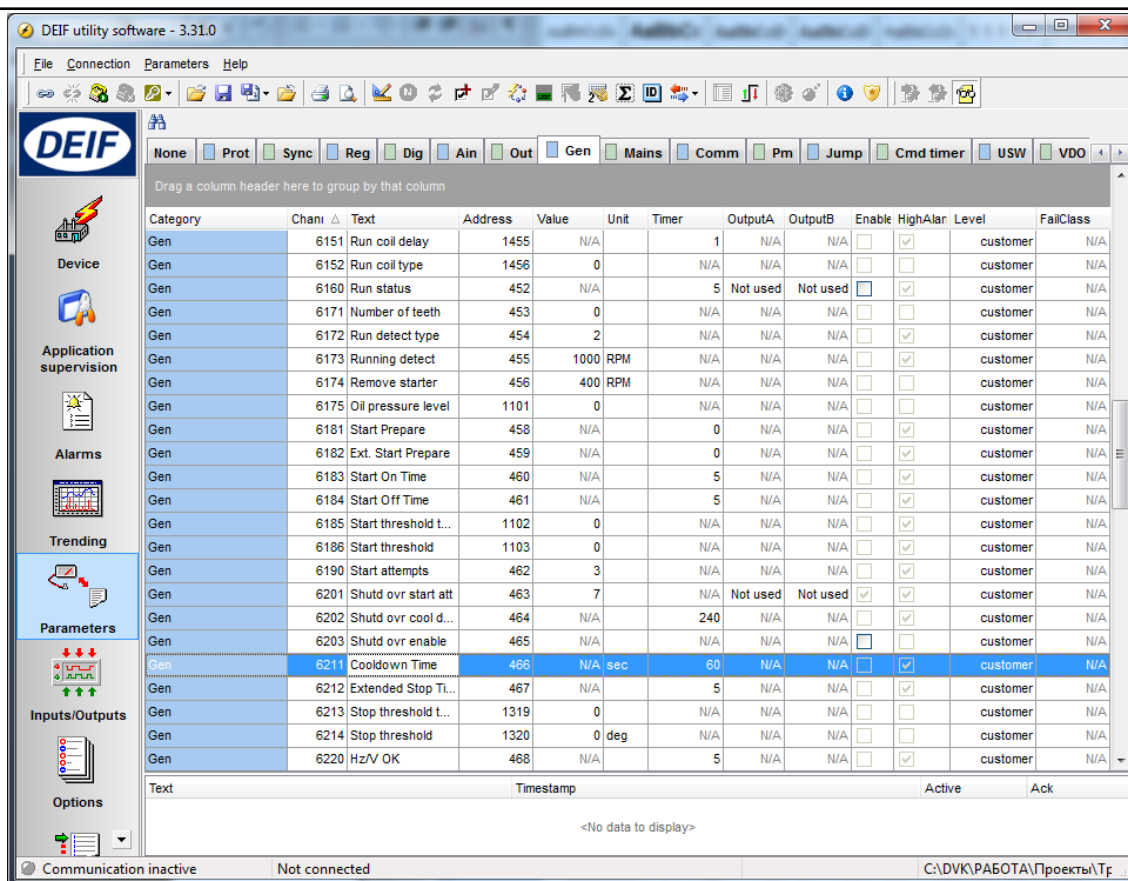 DEIF utility software - 3.31.0
File Connection Parameters Help
DEIF
None Prot Sync Reg Dig Ain Out Gen Mains Comm Pm Jump Cmd timer USW VDO
Drag a column header here to group by that column
Category Chani Text Address Value Unit Timer OutputA OutputB Enable HighAlar Level FailClass
Gen 6151 Run coil delay 1455 N/A 1 N/A N/A customer N/A
Gen 6152 Run coil type 1456 0 N/A N/A N/A customer N/A
Gen 6160 Run status 452 N/A 5 Not used Not used customer N/A
Gen 6171 Number of teeth 453 0 N/A N/A N/A customer N/A
Gen 6172 Run detect type 454 2 N/A N/A N/A customer N/A
Gen 6173 Running detect 455 1000 RPM N/A N/A N/A customer N/A
Gen 6174 Remove starter 456 400 RPM N/A N/A N/A customer N/A
Gen 6175 Oil pressure level 1101 0 N/A N/A N/A customer N/A
Gen 6181 Start Prepare 458 N/A 0 N/A N/A customer N/A
Gen 6182 Ext. Start Prepare 459 N/A 0 N/A N/A customer N/A
Gen 6183 Start On Time 460 N/A 5 N/A N/A customer N/A
Gen 6184 Start Off Time 461 N/A 5 N/A N/A customer N/A
Gen 6185 Start threshold t... 1102 0 N/A N/A N/A customer N/A
Gen 6186 Start threshold 1103 0 N/A N/A N/A customer N/A
Gen 6190 Start attempts 462 3 N/A N/A N/A customer N/A
Gen 6201 Shutd ovr start att 463 7 N/A Not used Not used customer N/A
Gen 6202 Shutd ovr cool d... 464 N/A 240 N/A N/A customer N/A
Gen 6203 Shutd ovr enable 465 N/A N/A N/A N/A customer N/A
Gen 6211 Cooldown Time 466 N/A sec 60 N/A N/A customer N/A
Gen 6212 Extended Stop Ti... 467 N/A 5 N/A N/A customer N/A
Gen 6213 Stop threshold t... 1319 0 N/A N/A N/A customer N/A
Gen 6214 Stop threshold 1320 0 deg N/A N/A N/A customer N/A
Gen 6220 Hz/V OK 468 N/A 5 N/A N/A customer N/A
Device
Application
supervision
Alarms
Trending
Parameters
Inputs/Outputs
Options
Text Timestamp Active Ack
<No data to display>
Communication inactive Not connected C:\DVK\РАБОТА\Проекты\Тр